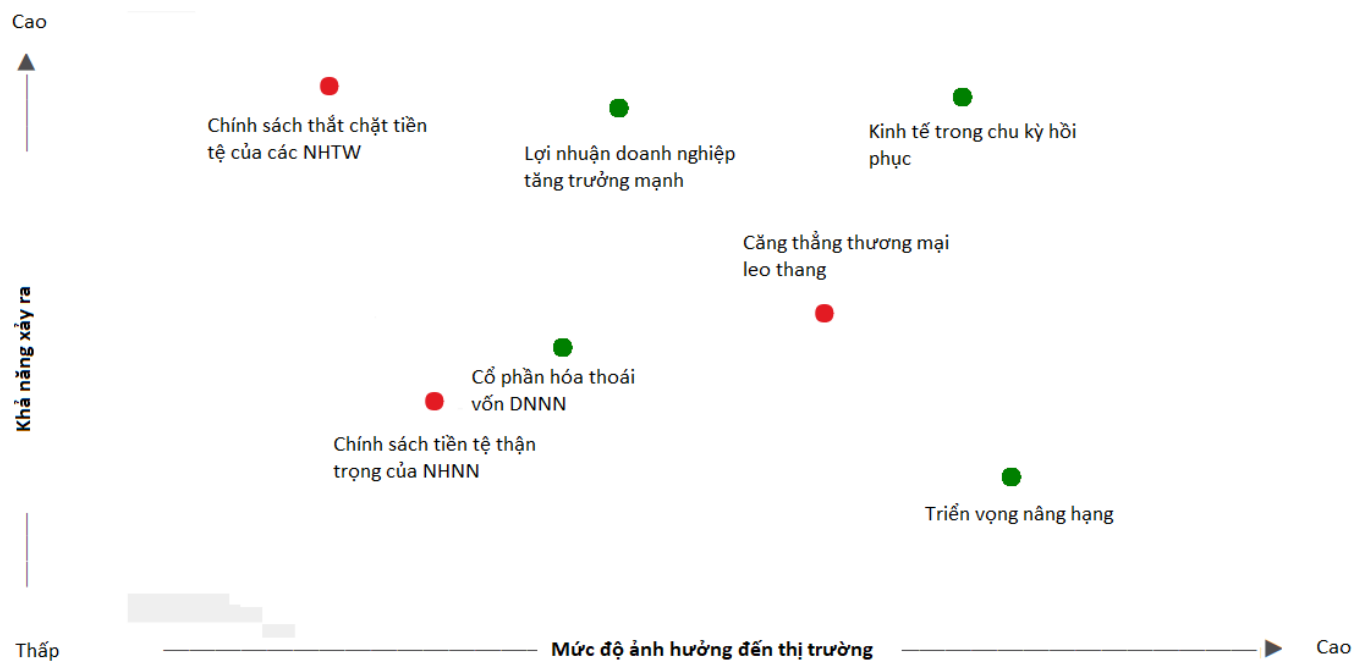 Cao
Chính sách thắt chặt tiền
tệ của các NHTW
Lợi nhuận doanh nghiệp
tăng trưởng mạnh
Kinh tế trong chu kỳ hồi
phục
Căng thẳng thương mại
leo thang
Khả năng xảy ra
Cổ phần hóa thoái
vốn DNNN
Chính sách tiền tệ thận
trọng của NHNN
Triển vọng nâng hạng
Thấp
Mức độ ảnh hưởng đến thị trường
Cao